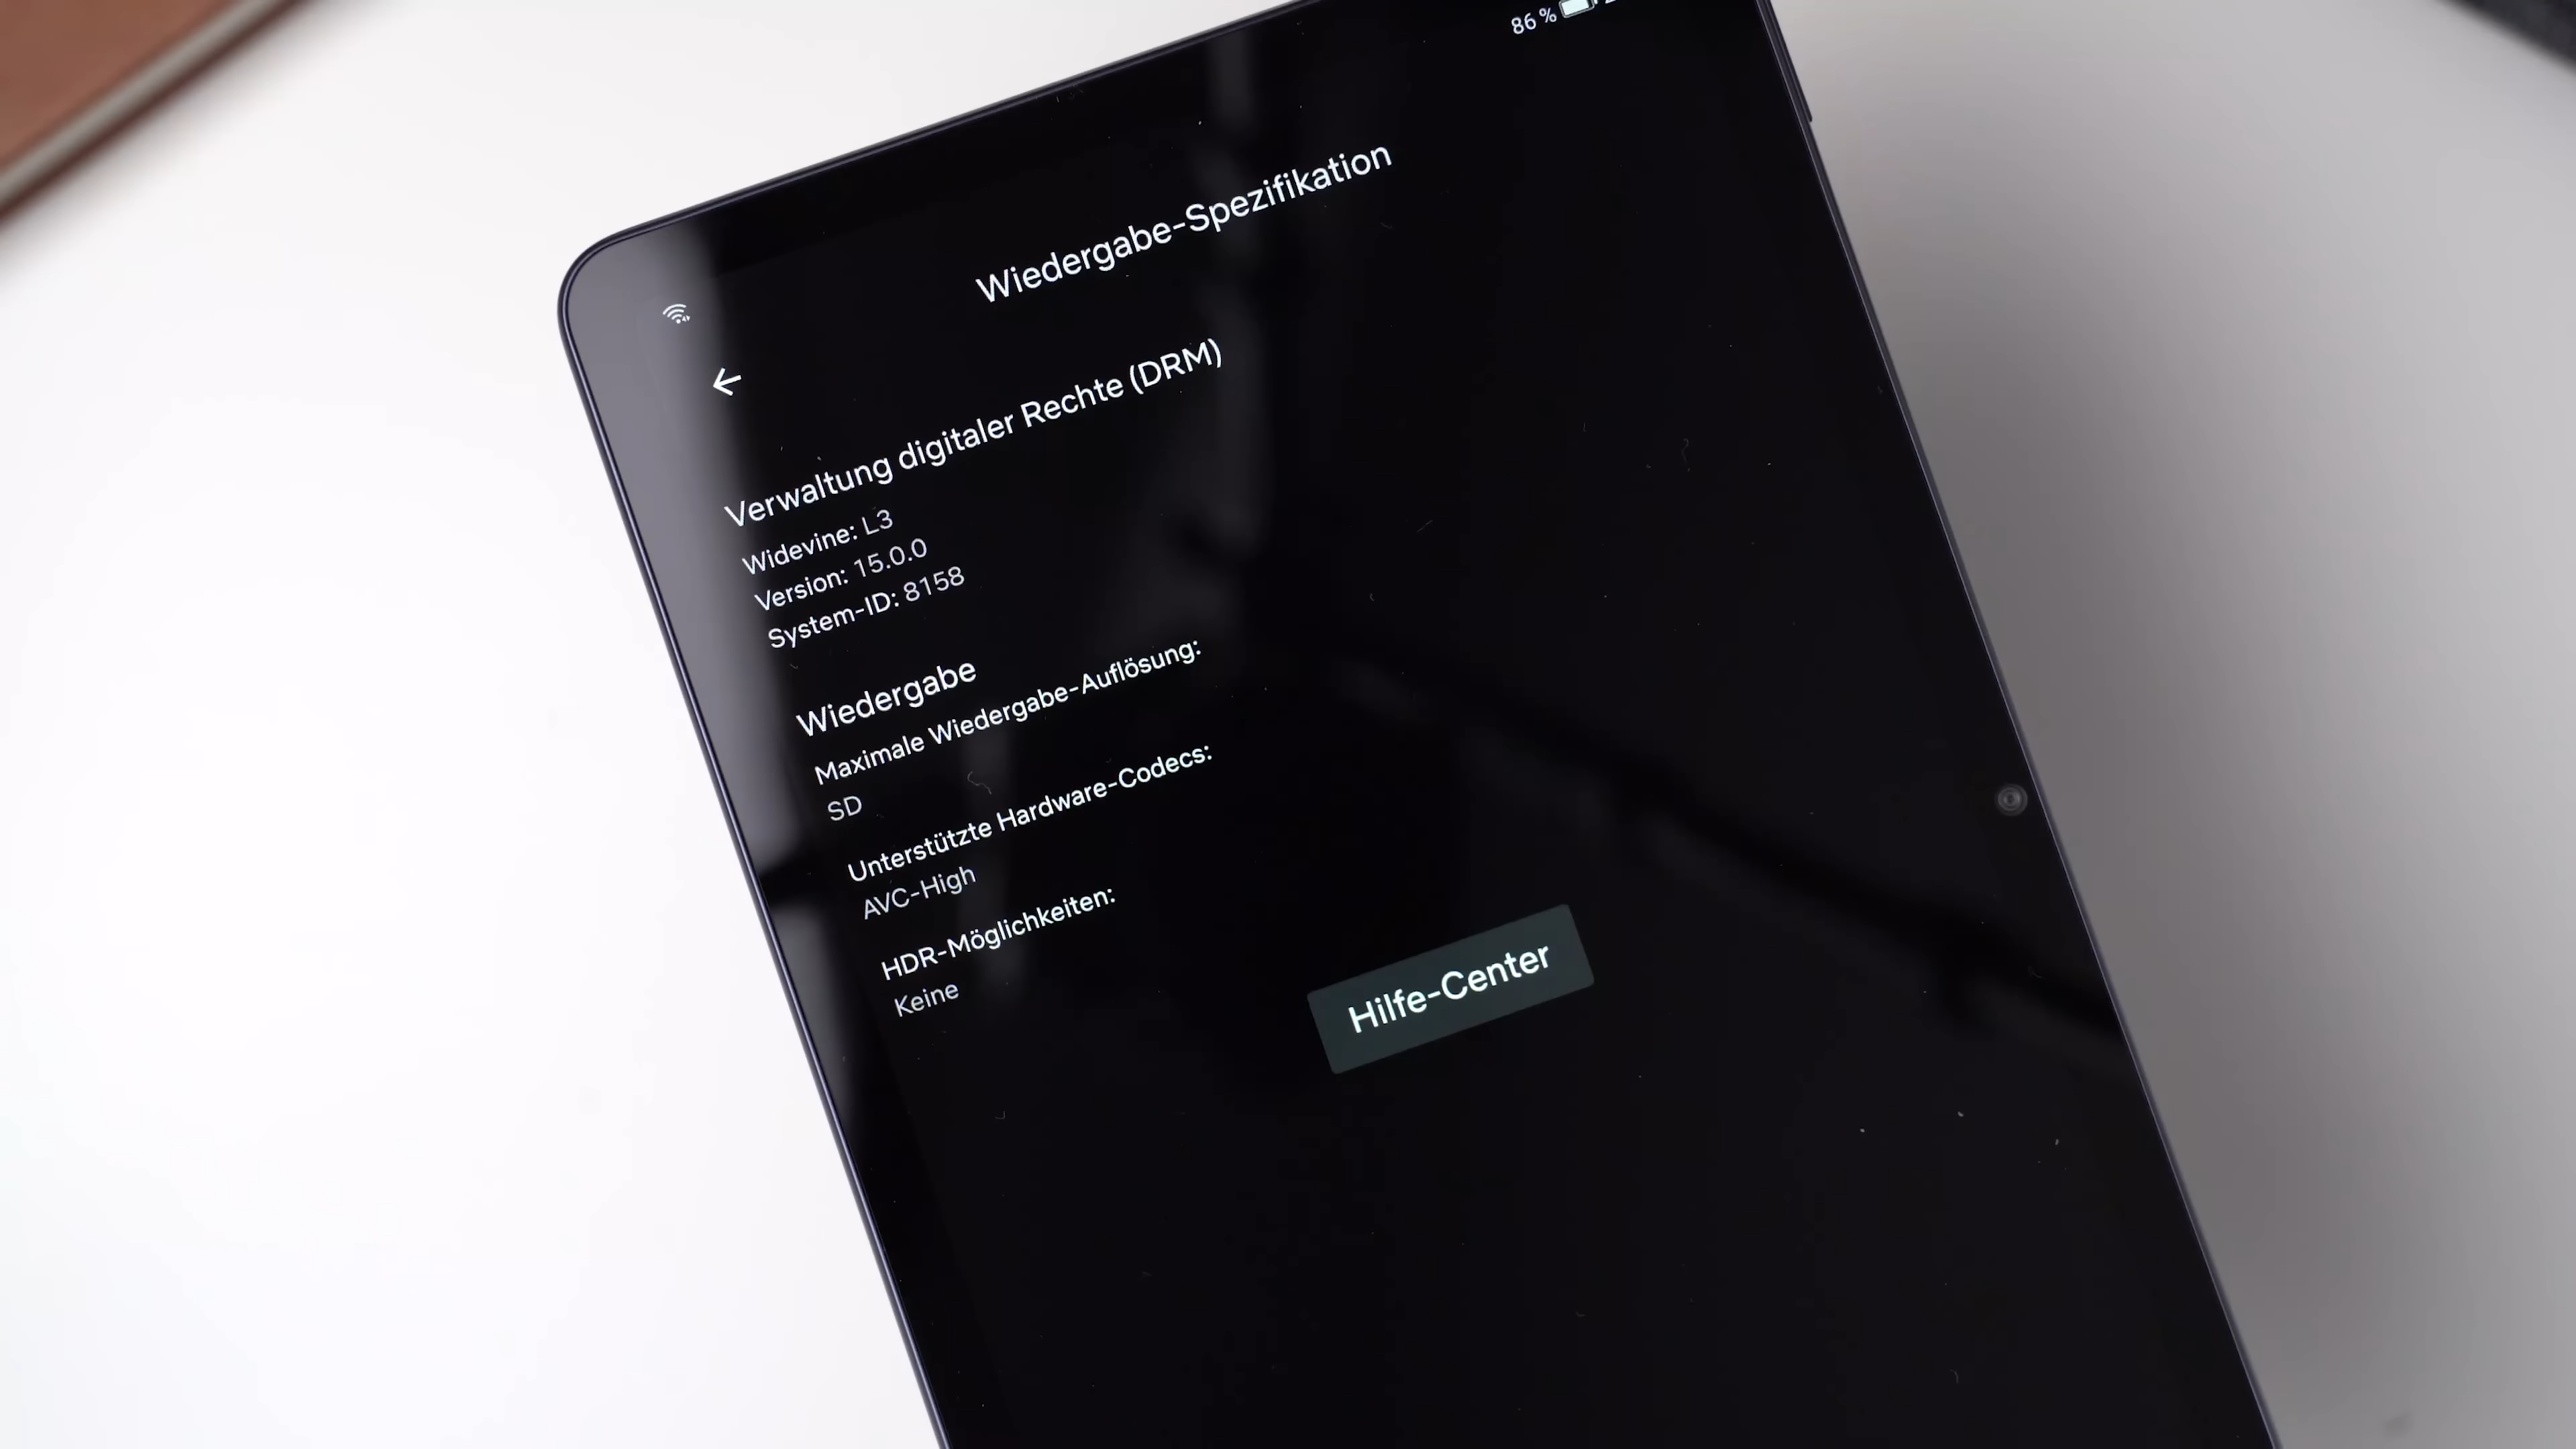 86 %
Wiedergabe-Spezifikation
Verwaltung digitaler Rechte (DRM)
Widevine: L3
Version: 15.0.0
System-ID: 8158
Wiedergabe
Maximale Wiedergabe-Auflösung:
SD
Unterstützte Hardware-Codecs:
AVC-High
HDR-Möglichkeiten:
Keine
Hilfe-Center